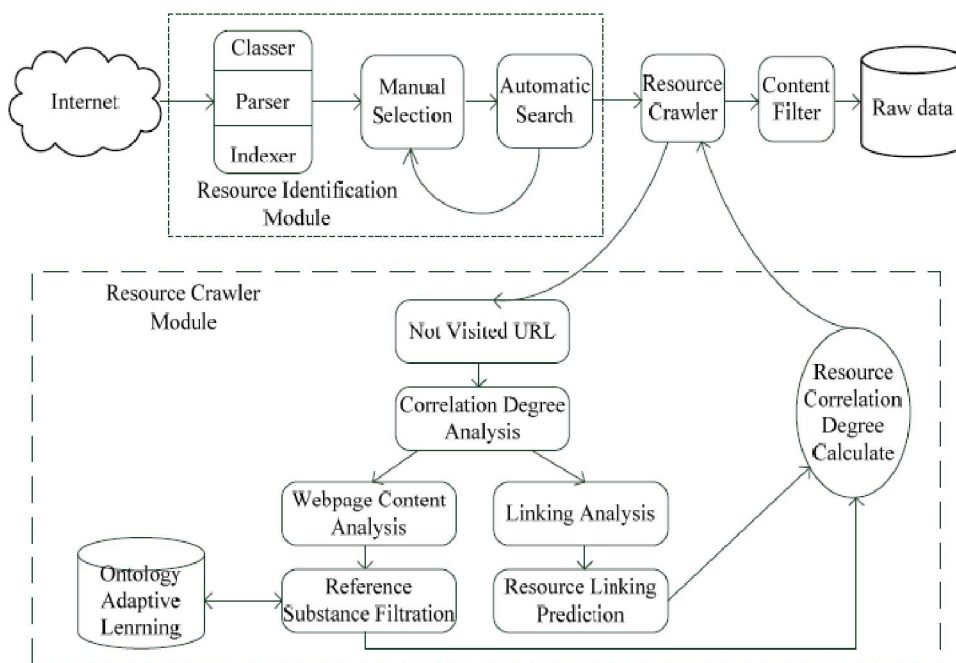 Internet
Classer
Parser
Indexer
Manual
Selection
Automatic
Search
Resource Identification
Module
Resource
Crawler
Content
Filter
Raw data
Resource Crawler
Module
Not Visited URL
Correlation Degree
Analysis
Webpage Content
Analysis
Linking Analysis
Resource
Correlation
Degree
Calculate
Ontology
Adaptive
Lenrning
Reference
Substance Filtration
Resource Linking
Prediction